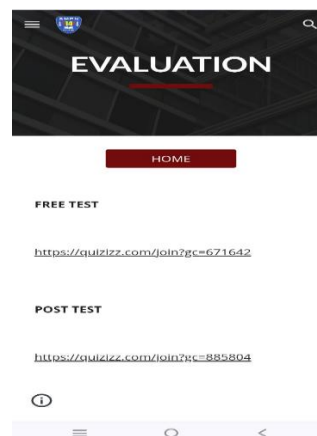 EVALUATION
HOME
FREE TEST
https://quizizz.com/join?gc=671642
POST TEST
https://quizizz.com/join?gc=885804